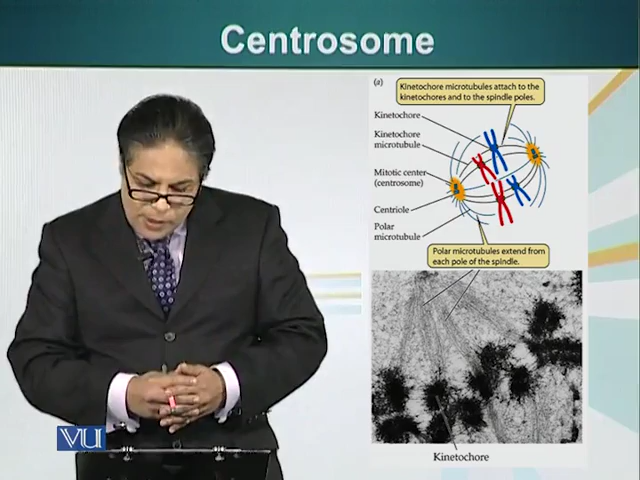 Centrosome
(a)
Kinetochore microtubules attach to the
kinetochores and to the spindle poles.
Kinetochore
Kinetochore
microtubule
Mitotic center
(centrosome)
Centriole
Polar
microtubule
Polar microtubules extend from
each pole of the spindle.
VU
Kinetochore